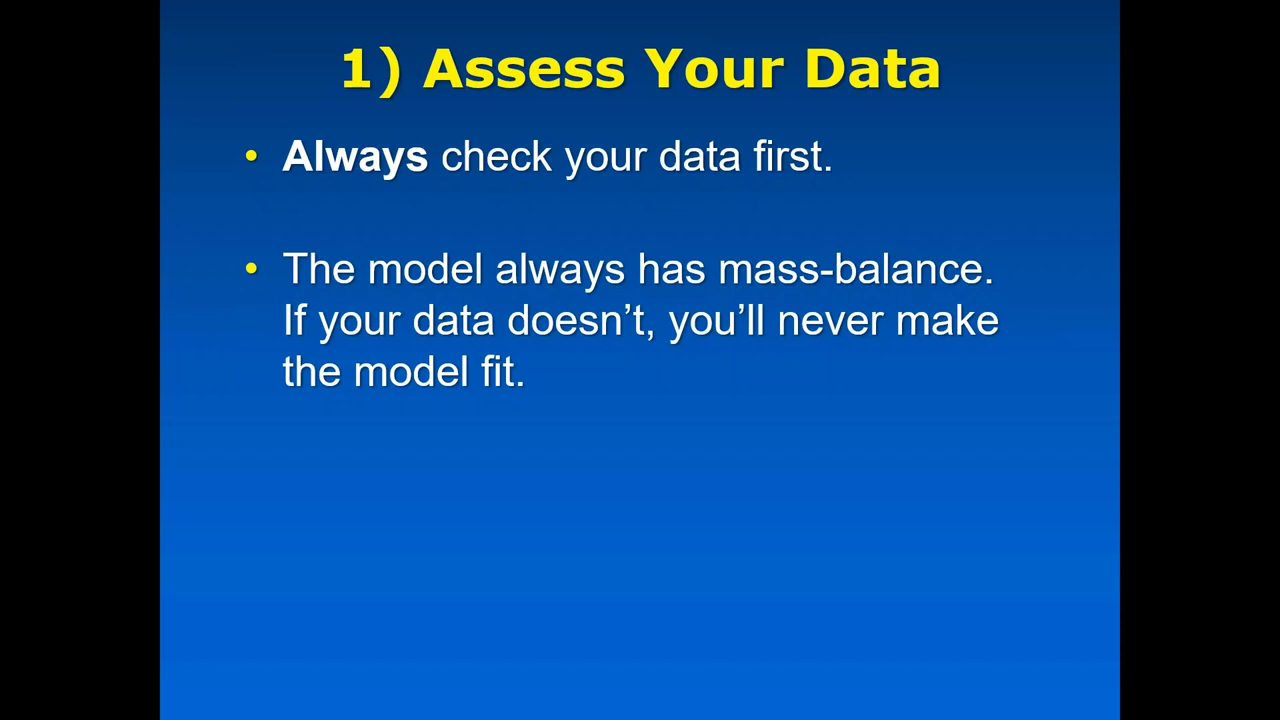 1) Assess Your Data
• Always check your data first.
• The model always has mass-balance.
If your data doesn’t, you’ll never make
the model fit.